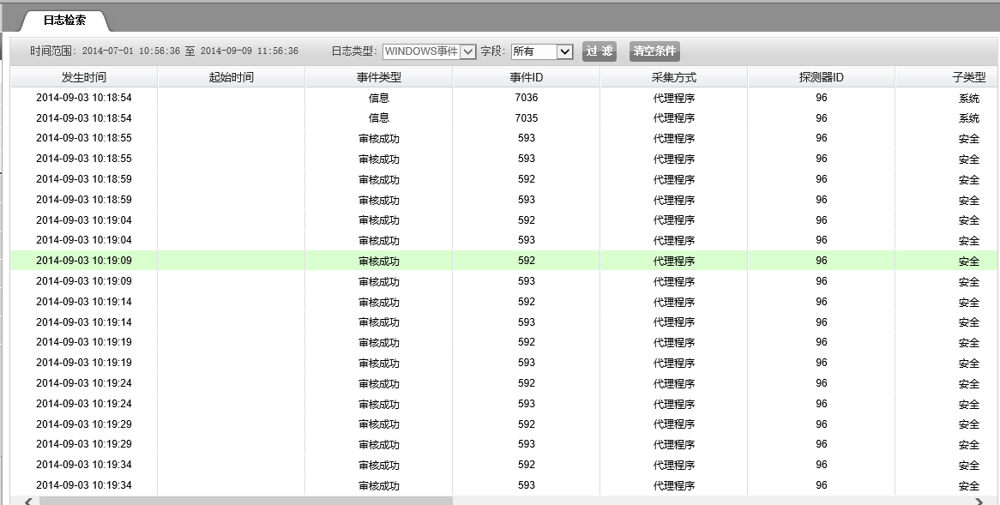 日志检索
时间范围: 2014-07-01 10:56:36 至 2014-09-09 11:56:36 日志类型: WINDOWS事件 字段: 所有 过 滤 清空条件
发生时间 起始时间 事件类型 事件ID 采集方式 探测器ID 子类型
2014-09-03 10:18:54 信息 7036 代理程序 96 系统
2014-09-03 10:18:54 信息 7035 代理程序 96 系统
2014-09-03 10:18:55 审核成功 593 代理程序 96 安全
2014-09-03 10:18:55 审核成功 593 代理程序 96 安全
2014-09-03 10:18:59 审核成功 592 代理程序 96 安全
2014-09-03 10:18:59 审核成功 593 代理程序 96 安全
2014-09-03 10:19:04 审核成功 592 代理程序 96 安全
2014-09-03 10:19:04 审核成功 593 代理程序 96 安全
2014-09-03 10:19:09 审核成功 592 代理程序 96 安全
2014-09-03 10:19:09 审核成功 593 代理程序 96 安全
2014-09-03 10:19:14 审核成功 592 代理程序 96 安全
2014-09-03 10:19:14 审核成功 593 代理程序 96 安全
2014-09-03 10:19:19 审核成功 592 代理程序 96 安全
2014-09-03 10:19:19 审核成功 593 代理程序 96 安全
2014-09-03 10:19:24 审核成功 592 代理程序 96 安全
2014-09-03 10:19:24 审核成功 593 代理程序 96 安全
2014-09-03 10:19:29 审核成功 592 代理程序 96 安全
2014-09-03 10:19:29 审核成功 593 代理程序 96 安全
2014-09-03 10:19:34 审核成功 592 代理程序 96 安全
2014-09-03 10:19:34 审核成功 593 代理程序 96 安全